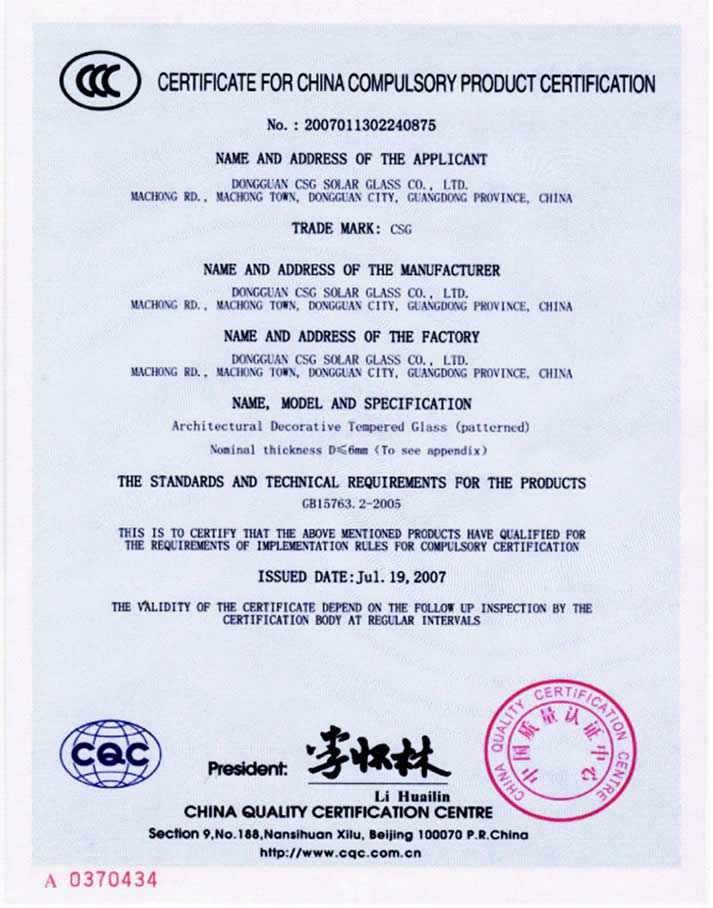 CCC
CERTIFICATE FOR CHINA COMPULSORY PRODUCT CERTIFICATION
No. : 2007011302240875
NAME AND ADDRESS OF THE APPLICANT
DONGGUAN CSG SOLAR GLASS CO., LTD.
MACHONG RD., MACHONG TOWN, DONGGUAN CITY, GUANGDONG PROVINCE, CHINA
TRADE MARK: CSG
NAME AND ADDRESS OF THE MANUFACTURER
DONGGUAN CSG SOLAR GLASS CO., LTD.
MACHONG RD., MACHONG TOWN, DONGGUAN CITY, GUANGDONG PROVINCE, CHINA
NAME AND ADDRESS OF THE FACTORY
DONGGUAN CSG SOLAR GLASS CO., LTD.
MACHONG RD., MACHONG TOWN, DONGGUAN CITY, GUANGDONG PROVINCE, CHINA
NAME, MODEL AND SPECIFICATION
Architectural Decorative Tempered Glass (patterned)
Nominal thickness D≤6mm (To see appendix)
THE STANDARDS AND TECHNICAL REQUIREMENTS FOR THE PRODUCTS
GB15763.2-2005
THIS IS TO CERTIFY THAT THE ABOVE MENTIONED PRODUCTS HAVE QUALIFIED FOR
THE REQUIREMENTS OF IMPLEMENTATION RULES FOR COMPULSORY CERTIFICATION
ISSUED DATE:Jul. 19, 2007
THE VALIDITY OF THE CERTIFICATE DEPEND ON THE FOLLOW UP INSPECTION BY THE
CERTIFICATION BODY AT REGULAR INTERVALS
CQC
President:
李怀林
Li Huailin
CHINA QUALITY CERTIFICATION CENTRE
中国质量认证中心
CHINA QUALITY CERTIFICATION CENTRE
Section 9,No.188,Nansihuan Xilu, Beijing 100070 P.R.China
http://www.cqc.com.cn
A 0370434